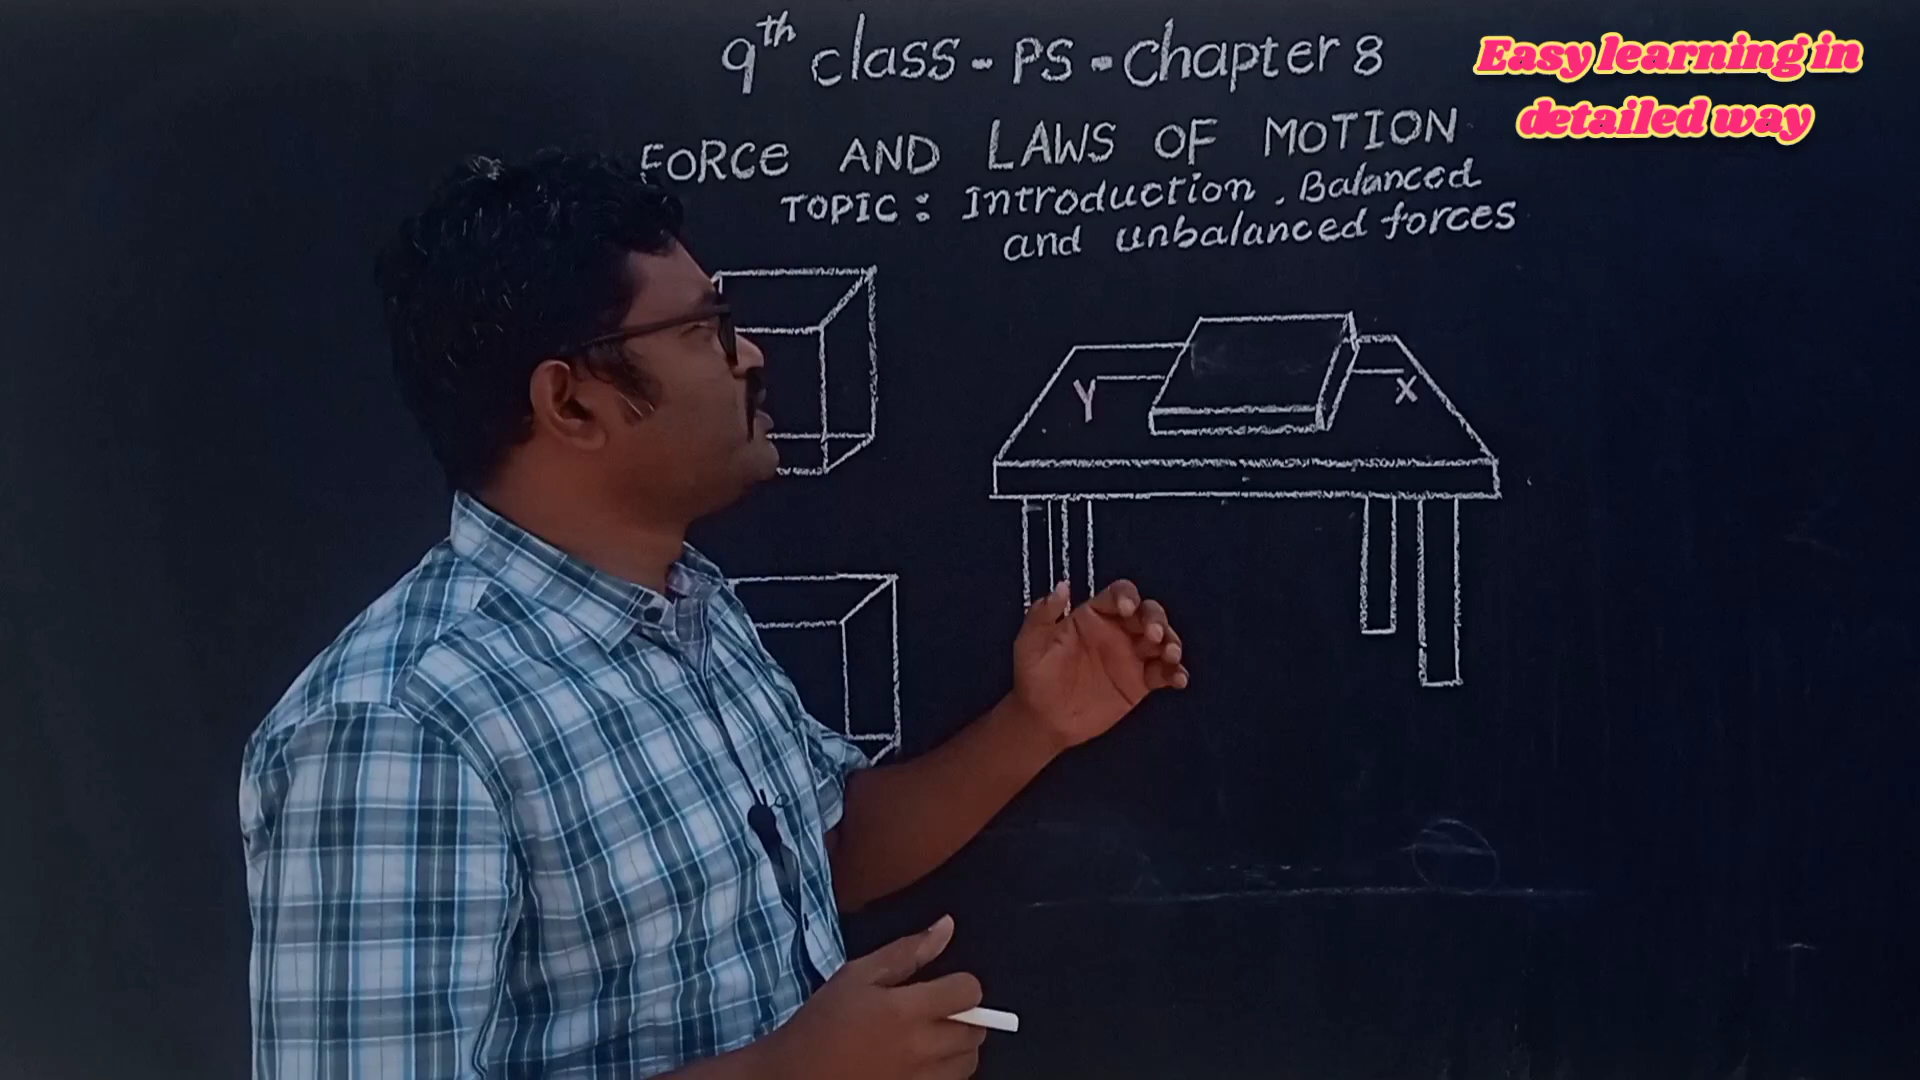 9th class - PS - Chapter 8
Easy learning in
detailed way
FORCE AND LAWS OF MOTION
TOPIC : Introduction . Balanced
and unbalanced forces
Y
X